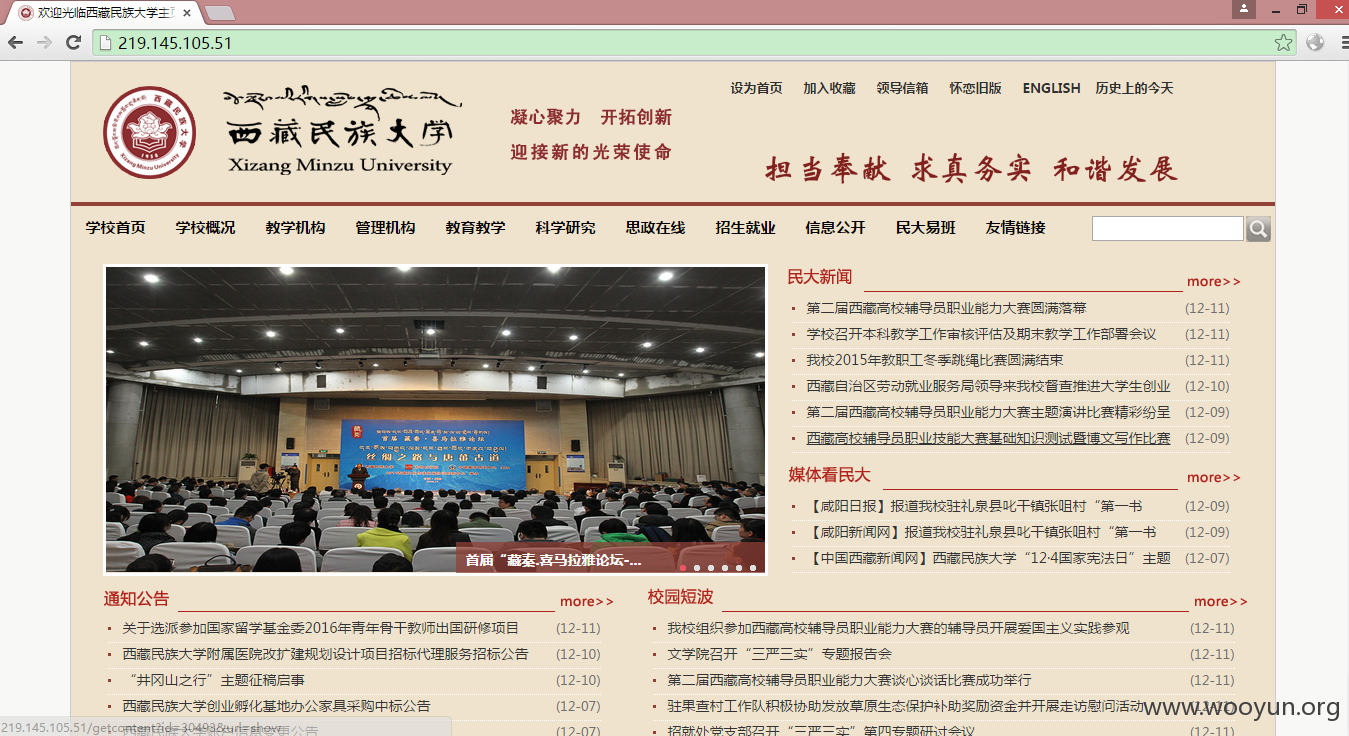 欢迎光临西藏民族大学主页
219.145.105.51
设为首页 加入收藏 领导信箱 怀恋旧版 ENGLISH 历史上的今天
西藏民族大学
Xizang Minzu University
凝心聚力 开拓创新
迎接新的光荣使命
担当奉献 求真务实 和谐发展
学校首页 学校概况 教学机构 管理机构 教育教学 科学研究 思政在线 招生就业 信息公开 民大易班 友情链接
首届 藏秦·喜马拉雅论坛
丝绸之路与唐蕃古道
首届“藏秦.喜马拉雅论坛-...
民大新闻 more>>
第二届西藏高校辅导员职业能力大赛圆满落幕 (12-11)
学校召开本科教学工作审核评估及期末教学工作部署会议 (12-11)
我校2015年教职工冬季跳绳比赛圆满结束 (12-11)
西藏自治区劳动就业服务局领导来我校督查推进大学生创业 (12-10)
第二届西藏高校辅导员职业能力大赛主题演讲比赛精彩纷呈 (12-09)
西藏高校辅导员职业技能大赛基础知识测试暨博文写作比赛 (12-09)
媒体看民大 more>>
【咸阳日报】报道我校驻礼泉县叱干镇张咀村“第一书 (12-09)
【咸阳新闻网】报道我校驻礼泉县叱干镇张咀村“第一书 (12-09)
【中国西藏新闻网】西藏民族大学“12·4国家宪法日”主题 (12-07)
通知公告 more>>
关于选派参加国家留学基金委2016年青年骨干教师出国研修项目 (12-11)
西藏民族大学附属医院改扩建规划设计项目招标代理服务招标公告 (12-10)
“井冈山之行”主题征稿启事 (12-10)
西藏民族大学创业孵化基地办公家具采购中标公告 (12-07)
(12-07)
校园短波 more>>
我校组织参加西藏高校辅导员职业能力大赛的辅导员开展爱国主义实践参观 (12-11)
文学院召开“三严三实”专题报告会 (12-11)
第二届西藏高校辅导员职业能力大赛谈心谈话比赛成功举行 (12-11)
驻果查村工作队积极协助发放草原生态保护补助奖励资金并开展走访慰问活动 (12-11)
招就处党支部召开“三严三实”第四专题研讨会议 (12-11)
219.145.105.51/getcontent?id=30493&url=show
www.wooyun.org